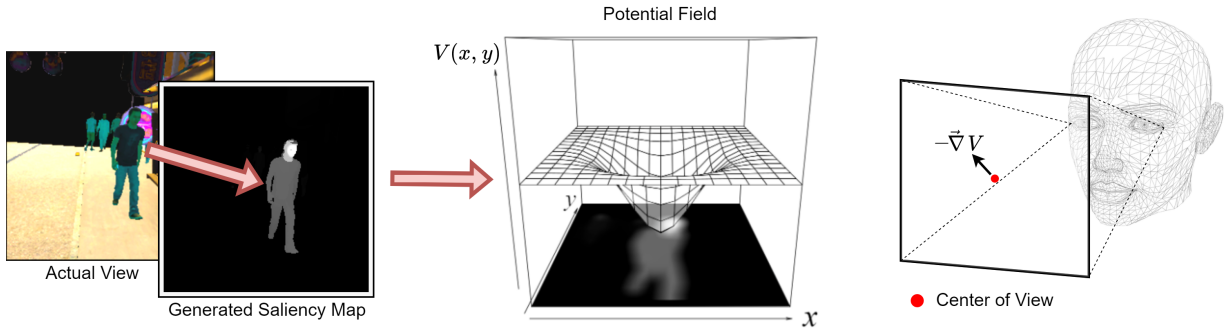 Potential Field
V(x, y)
Actual View
Generated Saliency Map
y
x
−∇⃗V
Center of View